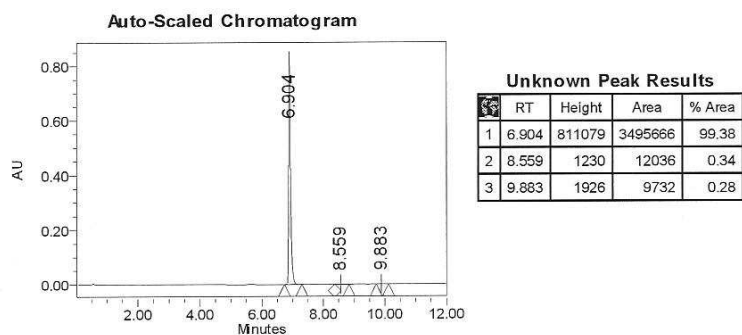 Auto-Scaled Chromatogram
0.80
0.60
0.40
0.20
0.00
AU
6.904
8.559
9.883
2.00 4.00 6.00 8.00 10.00 12.00
Minutes
Unknown Peak Results
RT Height Area % Area
1 6.904 811079 3495666 99.38
2 8.559 1230 12036 0.34
3 9.883 1926 9732 0.28